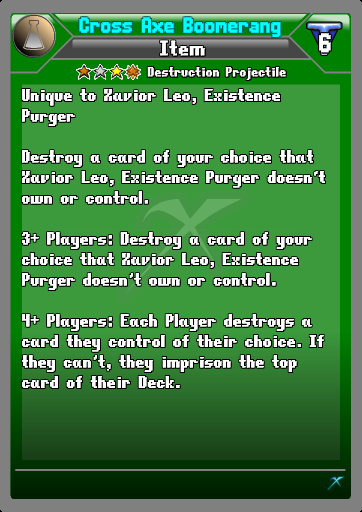 Cross Axe Boomerang
Item
6
Destruction Projectile
Unique to Xavior Leo, Existence
Purger
Destroy a card of your choice that
Xavior Leo, Existence Purger doesn't
own or control.
3+ Players: Destroy a card of your
choice that Xavior Leo, Existence
Purger doesn't own or control.
4+ Players: Each Player destroys a
card they control of their choice. If
they can't, they imprison the top
card of their Deck.